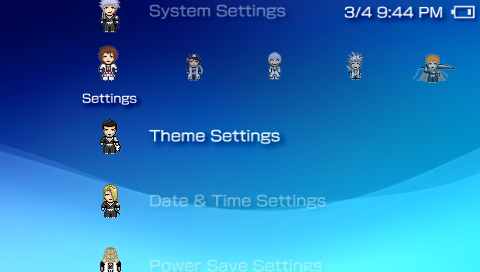 System Settings
3/4 9:44 PM
Settings
Theme Settings
Date & Time Settings
Power Save Settings